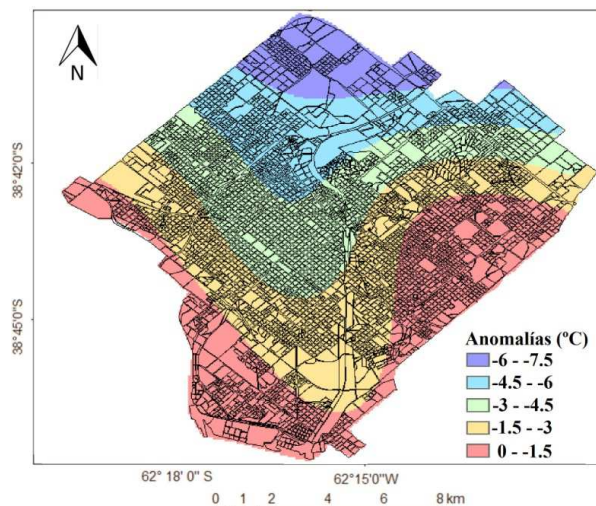 N
38°42'0"S
38°45'0"S
Anomalías (ºC)
-6 - -7.5
-4.5 - -6
-3 - -4.5
-1.5 - -3
0 - -1.5
62° 18' 0" S
62°15'0"W
0 1 2 4 6 8 km